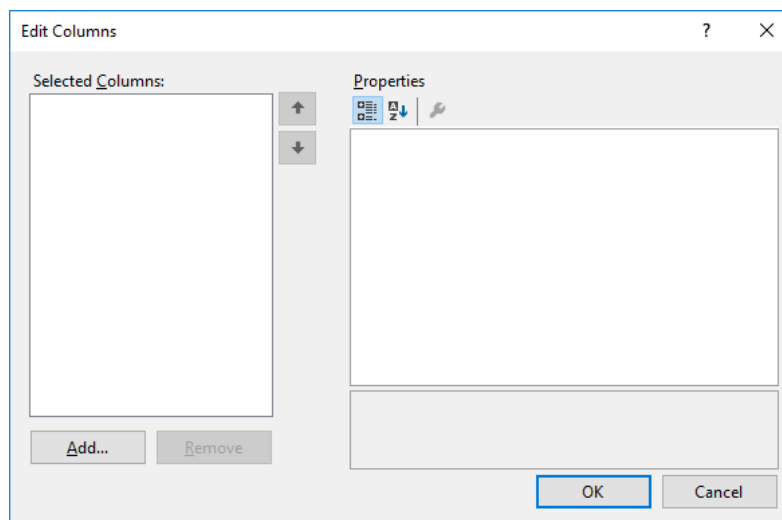 Edit Columns
?
Selected Columns:
Properties
A
Z
Add...
Remove
OK
Cancel